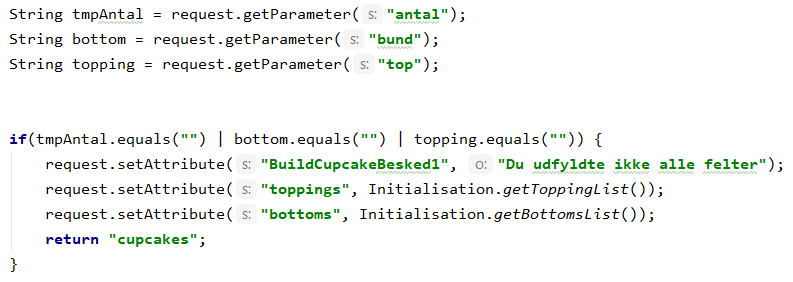 String tmpAntal = request.getParameter( s: "antal");
String bottom = request.getParameter( s: "bund");
String topping = request.getParameter( s: "top");
if(tmpAntal.equals("") | bottom.equals("") | topping.equals("")) {
request.setAttribute( s: "BuildCupcakeBesked1", o: "Du udfyldte ikke alle felter");
request.setAttribute( s: "toppings", Initialisation.getToppingList());
request.setAttribute( s: "bottoms", Initialisation.getBottomsList());
return "cupcakes";
}